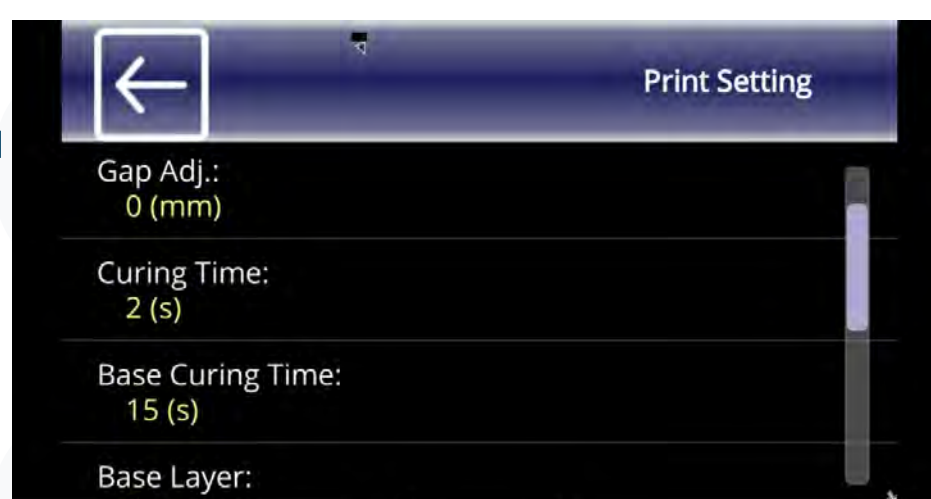 Print Setting
Gap Adj.:
0 (mm)
Curing Time:
2 (s)
Base Curing Time:
15 (s)
Base Layer: